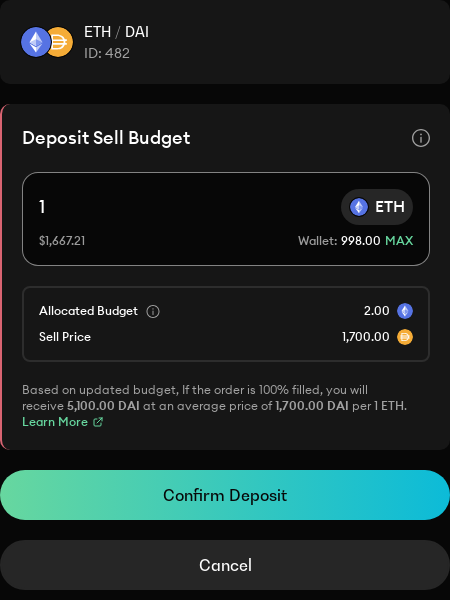 ETH / DAI
ID: 482
Deposit Sell Budget
1
ETH
$1,667.21
Wallet: 998.00 MAX
Allocated Budget
2.00
Sell Price
1,700.00
Based on updated budget, If the order is 100% filled, you will
receive 5,100.00 DAI at an average price of 1,700.00 DAI per 1 ETH.
Learn More
Confirm Deposit
Cancel